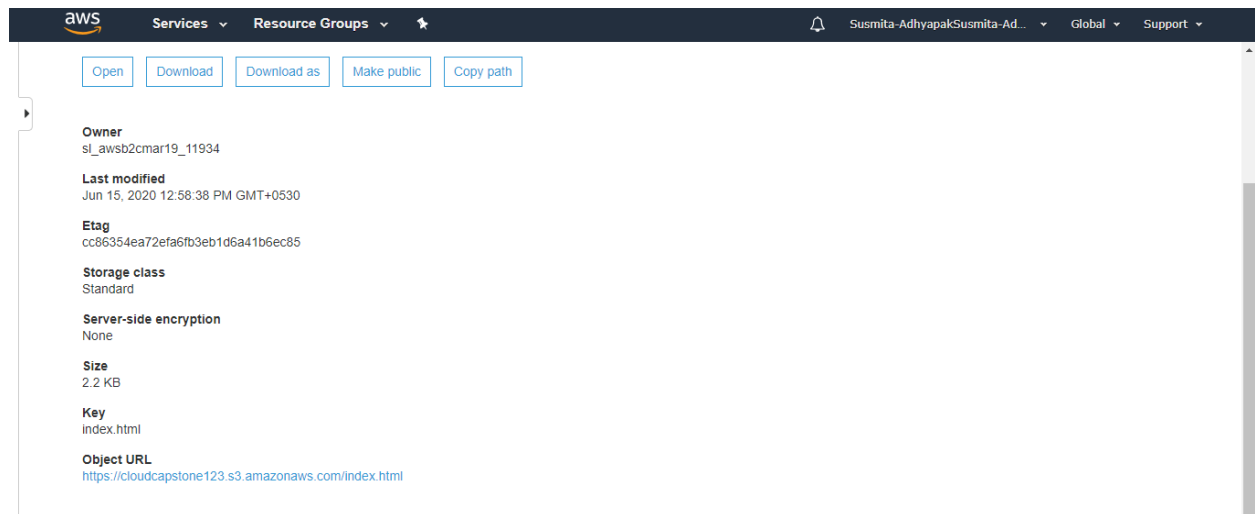 aws Services Resource Groups Susmita-AdhyapakSusmita-Ad... Global Support
Open Download Download as Make public Copy path
Owner
sl_awsb2cmar19_11934
Last modified
Jun 15, 2020 12:58:38 PM GMT+0530
Etag
cc86354ea72efa6fb3eb1d6a41b6ec85
Storage class
Standard
Server-side encryption
None
Size
2.2 KB
Key
index.html
Object URL
https://cloudcapstone123.s3.amazonaws.com/index.html